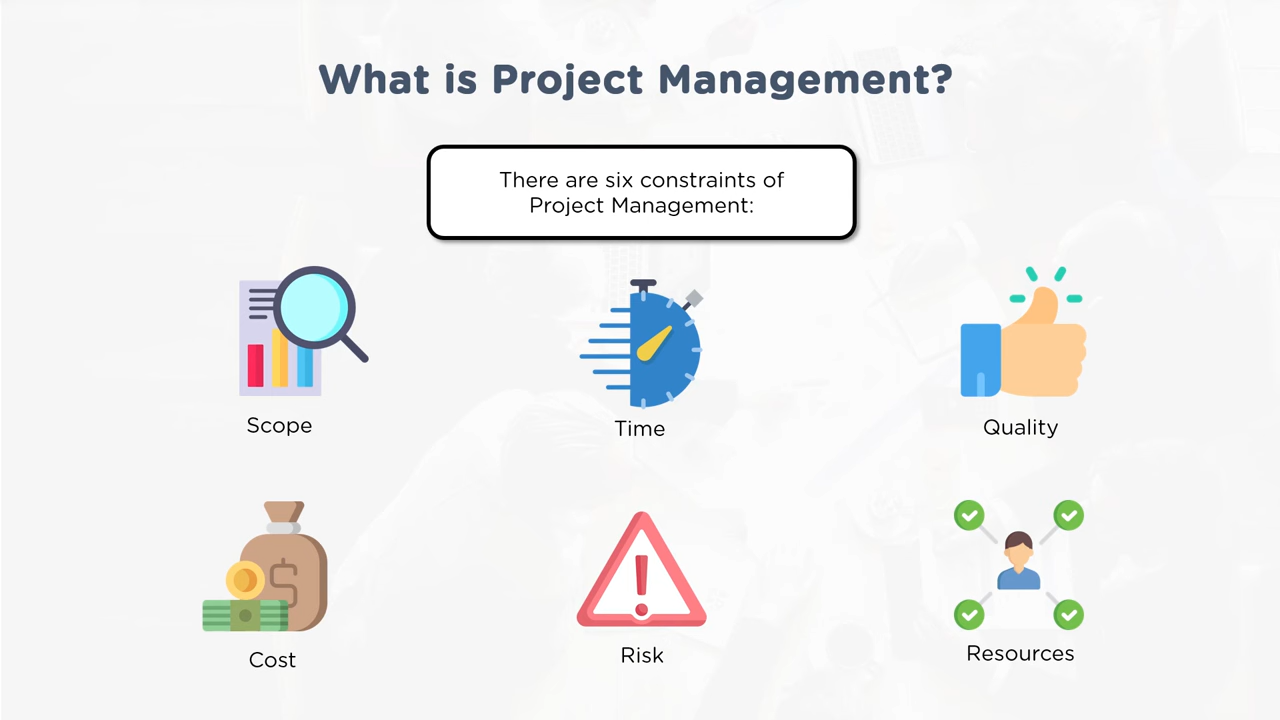 What is Project Management?
There are six constraints of
Project Management:
Scope
Time
Quality
Cost
Risk
Resources